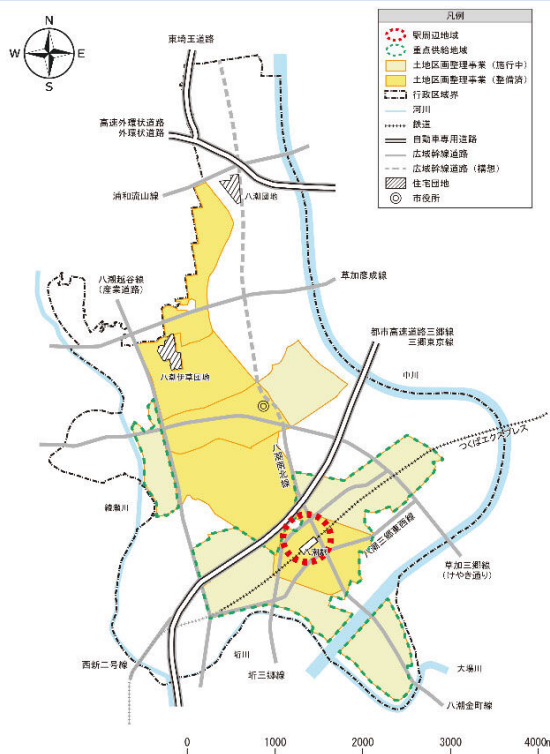 N
W
E
S
東埼玉道路
高速外環状道路
外環状道路
浦和流山線
八潮団地
八潮越谷線
(産業道路)
草加彦成線
都市高速道路三郷線
三郷東京線
八潮伊草団地
中川
つくばエクスプレス
綾瀬川
八潮三郷東西線
八潮駅
草加三郷線
(けやき通り)
西新二号線
垳川
垳三郷線
大場川
八潮金町線
0
1000
2000
3000
4000m
凡例
駅周辺地域
重点供給地域
土地区画整理事業（施行中）
土地区画整理事業（整備済）
行政区域界
河川
鉄道
自動車専用道路
広域幹線道路
広域幹線道路（構想）
住宅団地
市役所